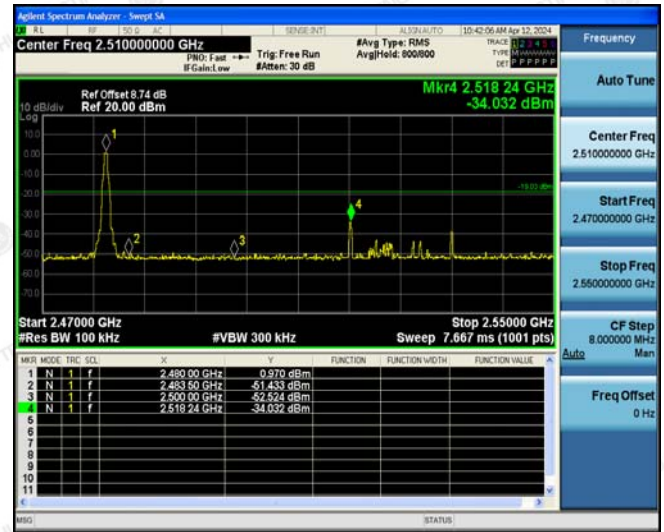 Agilent Spectrum Analyzer - Swept SA
RL RF 50 Ω AC SENSE:INT ALIGN AUTO 10:42:06 AM Apr 12, 2024
Center Freq 2.510000000 GHz
PNO: Fast
IFGain:Low
Trig: Free Run
#Atten: 30 dB
#Avg Type: RMS
Avg|Hold: 800/800
TRACE 1 2 3 4 5 6
TYPE
DET P P P P P P
Ref Offset 8.74 dB
10 dB/div Ref 20.00 dBm
Log
Mkr4 2.518 24 GHz
-34.032 dBm
10.0
0.00
-10.0
-20.0
-30.0
-40.0
-50.0
-60.0
-70.0
1
2
3
4
Start 2.47000 GHz
Stop 2.55000 GHz
#Res BW 100 kHz #VBW 300 kHz Sweep 7.667 ms (1001 pts)
MKR MODE TRC SCL X Y FUNCTION FUNCTION WIDTH FUNCTION VALUE
1 N 1 f 2.480 00 GHz 0.970 dBm
2 N 1 f 2.483 50 GHz -51.433 dBm
3 N 1 f 2.500 00 GHz -52.524 dBm
4 N 1 f 2.518 24 GHz -34.032 dBm
5
6
7
8
9
10
11
MSG STATUS
Frequency
Auto Tune
Center Freq
2.510000000 GHz
Start Freq
2.470000000 GHz
Stop Freq
2.550000000 GHz
CF Step
8.000000 MHz
Auto Man
Freq Offset
0 Hz